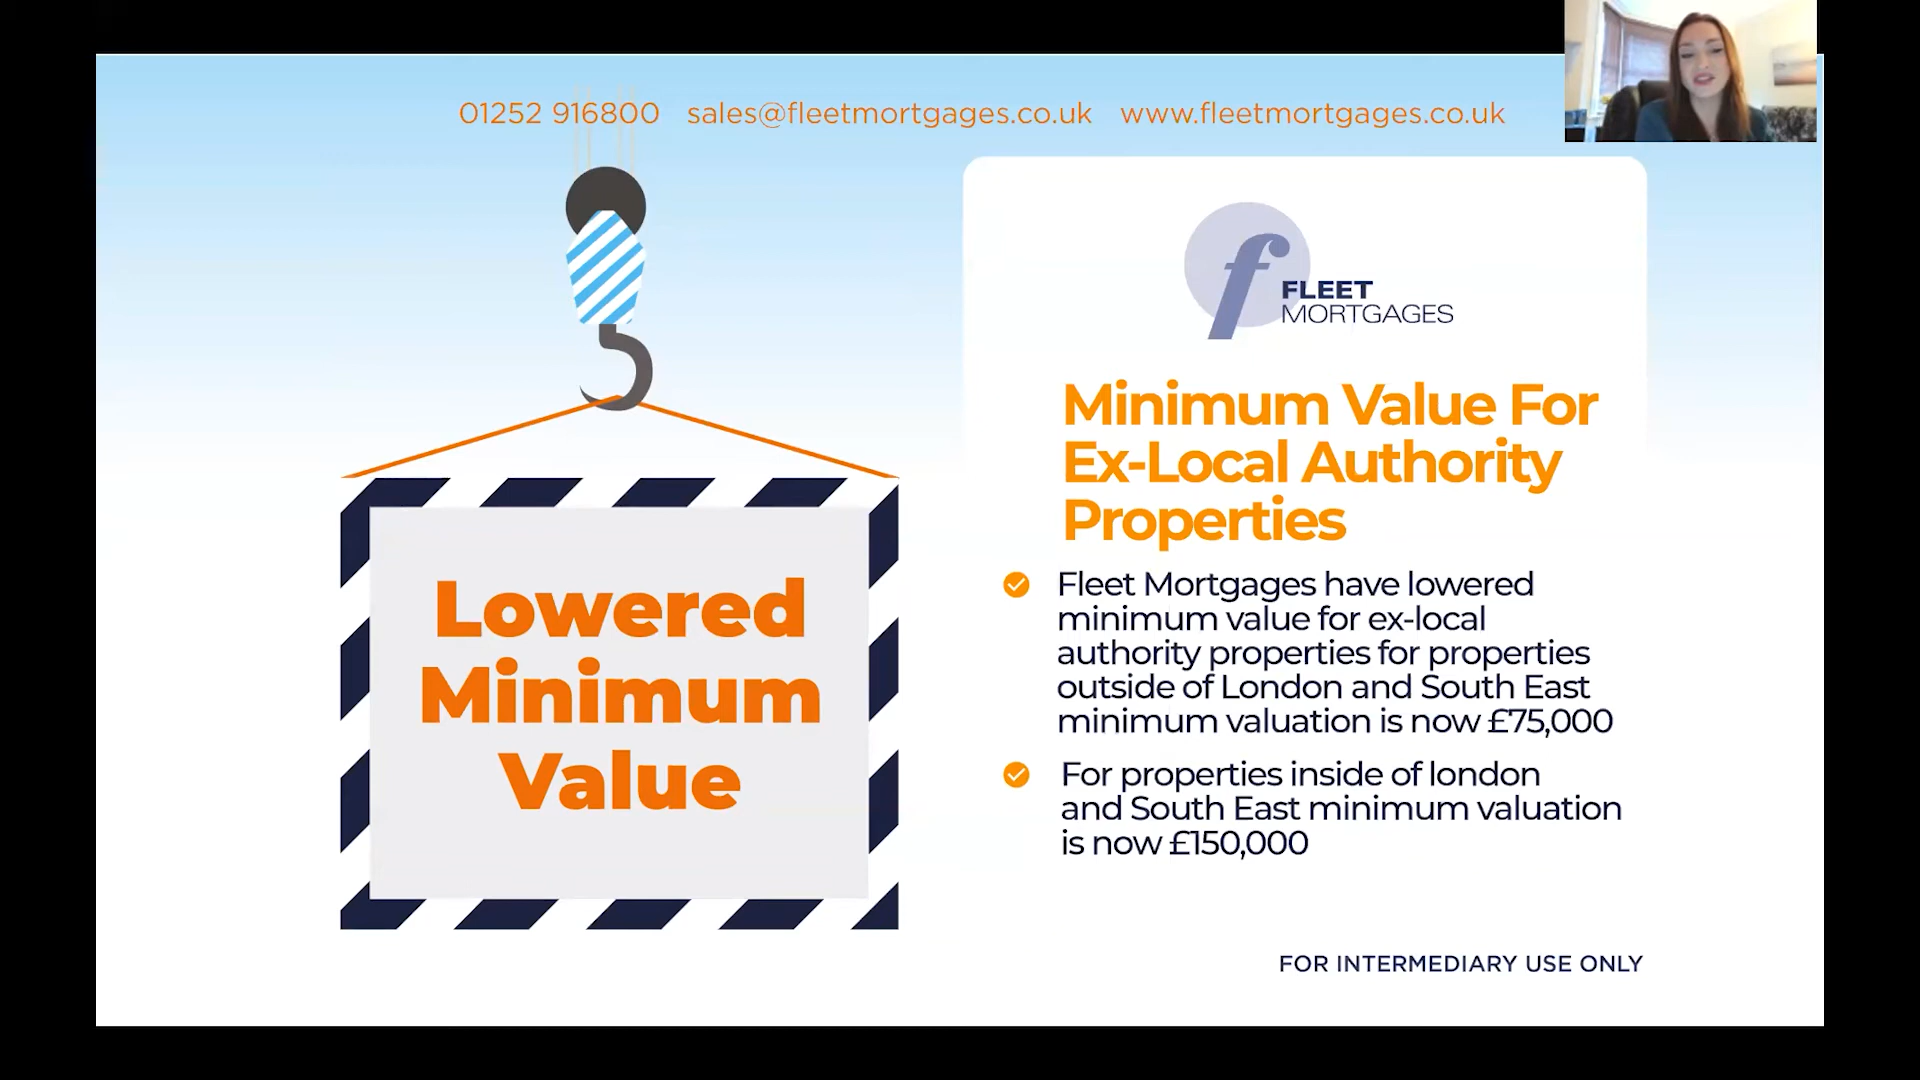 01252 916800 sales@fleetmortgages.co.uk www.fleetmortgages.co.uk
f FLEET
MORTGAGES
Lowered
Minimum
Value
Minimum Value For
Ex-Local Authority
Properties
Fleet Mortgages have lowered
minimum value for ex-local
authority properties for properties
outside of London and South East
minimum valuation is now £75,000
For properties inside of london
and South East minimum valuation
is now £150,000
FOR INTERMEDIARY USE ONLY